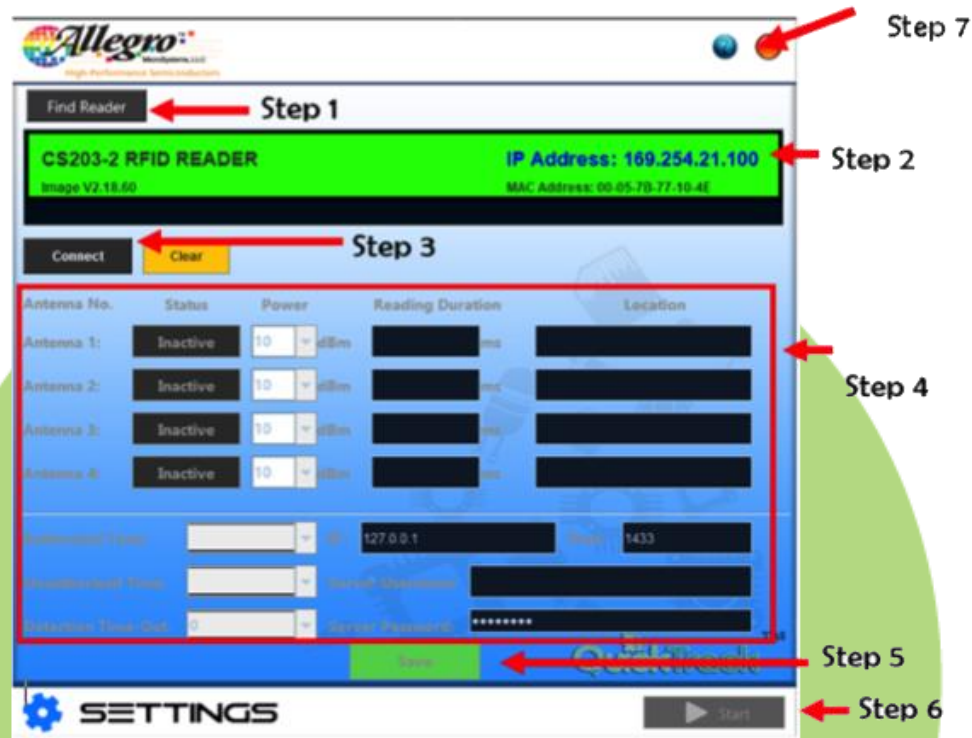 Allegro
MicroSystems, LLC
High-Performance Semiconductors
Step 7
Find Reader
Step 1
CS203-2 RFID READER
IP Address: 169.254.21.100
Step 2
Image V2.18.60
MAC Address: 00-05-7B-77-10-4E
Connect
Clear
Step 3
Antenna No. Status Power Reading Duration Location
Antenna 1: Inactive 10 dBm ms
Antenna 2: Inactive 10 dBm ms
Step 4
Antenna 3: Inactive 10 dBm ms
Antenna 4: Inactive 10 dBm ms
127.0.0.1 1433
Server Username:
Detection Time Out: 0 Server Password: ********
Save
QuickTrack TM
Step 5
SETTINGS
Start
Step 6